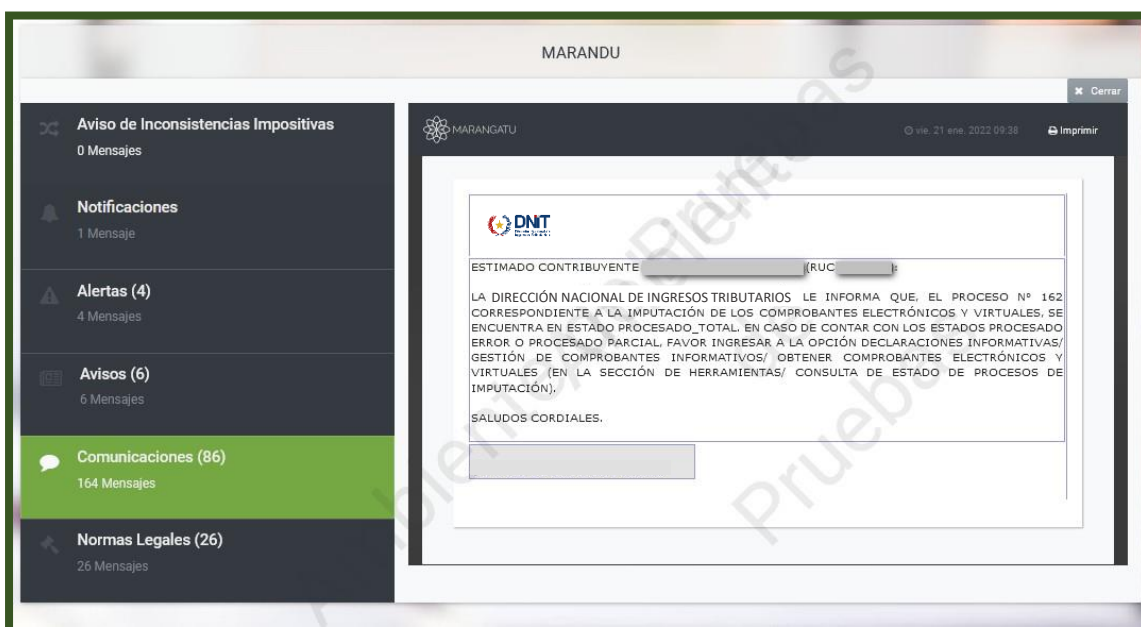 MARANDU
Cerrar
Aviso de Inconsistencias Impositivas
0 Mensajes
Notificaciones
1 Mensaje
Alertas (4)
4 Mensajes
Avisos (6)
6 Mensajes
Comunicaciones (86)
164 Mensajes
Normas Legales (26)
26 Mensajes
MARANGATU
vie. 21 ene. 2022 09:38
Imprimir
DNIT
ESTIMADO CONTRIBUYENTE (RUC ):
LA DIRECCIÓN NACIONAL DE INGRESOS TRIBUTARIOS LE INFORMA QUE, EL PROCESO Nº 162
CORRESPONDIENTE A LA IMPUTACIÓN DE LOS COMPROBANTES ELECTRÓNICOS Y VIRTUALES, SE
ENCUENTRA EN ESTADO PROCESADO_TOTAL. EN CASO DE CONTAR CON LOS ESTADOS PROCESADO
ERROR O PROCESADO PARCIAL, FAVOR INGRESAR A LA OPCIÓN DECLARACIONES INFORMATIVAS/
GESTIÓN DE COMPROBANTES INFORMATIVOS/ OBTENER COMPROBANTES ELECTRÓNICOS Y
VIRTUALES (EN LA SECCIÓN DE HERRAMIENTAS/ CONSULTA DE ESTADO DE PROCESOS DE
IMPUTACIÓN).
SALUDOS CORDIALES.
Pruebas